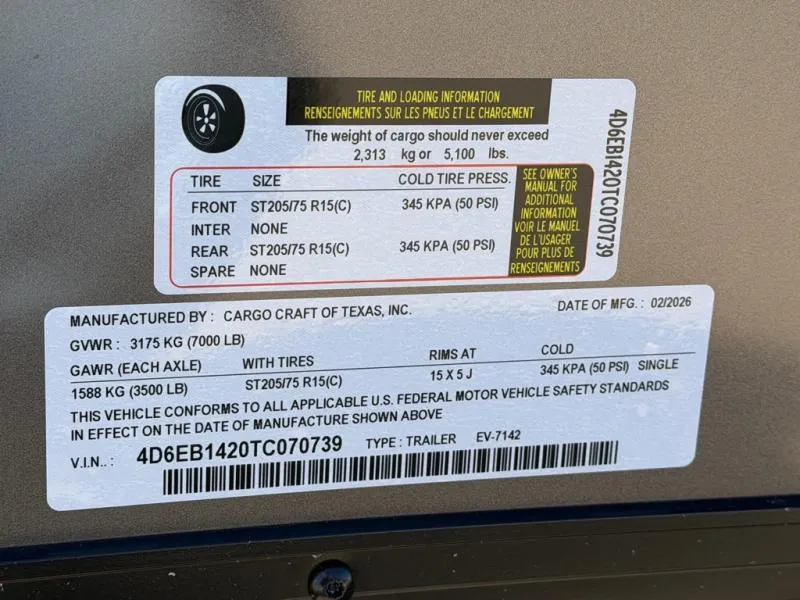 TIRE AND LOADING INFORMATION
RENSEIGNEMENTS SUR LES PNEUS ET LE CHARGEMENT
The weight of cargo should never exceed
2,313 kg or 5,100 lbs.
TIRE SIZE COLD TIRE PRESS.
FRONT ST205/75 R15(C) 345 KPA (50 PSI)
INTER NONE
REAR ST205/75 R15(C) 345 KPA (50 PSI)
SPARE NONE
SEE OWNER'S
MANUAL FOR
ADDITIONAL
INFORMATION
VOIR LE MANUEL
DE L'USAGER
POUR PLUS DE
RENSEIGNEMENTS
4D6EB1420TC070739
MANUFACTURED BY : CARGO CRAFT OF TEXAS, INC. DATE OF MFG. : 02/2026
GVWR : 3175 KG (7000 LB)
GAWR (EACH AXLE) WITH TIRES RIMS AT COLD
1588 KG (3500 LB) ST205/75 R15(C) 15 X 5 J 345 KPA (50 PSI) SINGLE
THIS VEHICLE CONFORMS TO ALL APPLICABLE U.S. FEDERAL MOTOR VEHICLE SAFETY STANDARDS
IN EFFECT ON THE DATE OF MANUFACTURE SHOWN ABOVE
V.I.N.. : 4D6EB1420TC070739 TYPE : TRAILER EV-7142